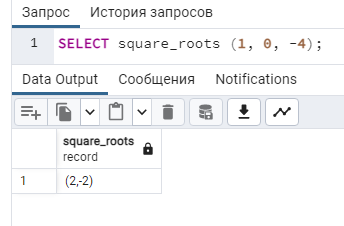 Запрос История запросов
1 SELECT square_roots (1, 0, -4);
Data Output Сообщения Notifications
square_roots
record
1 (2,-2)